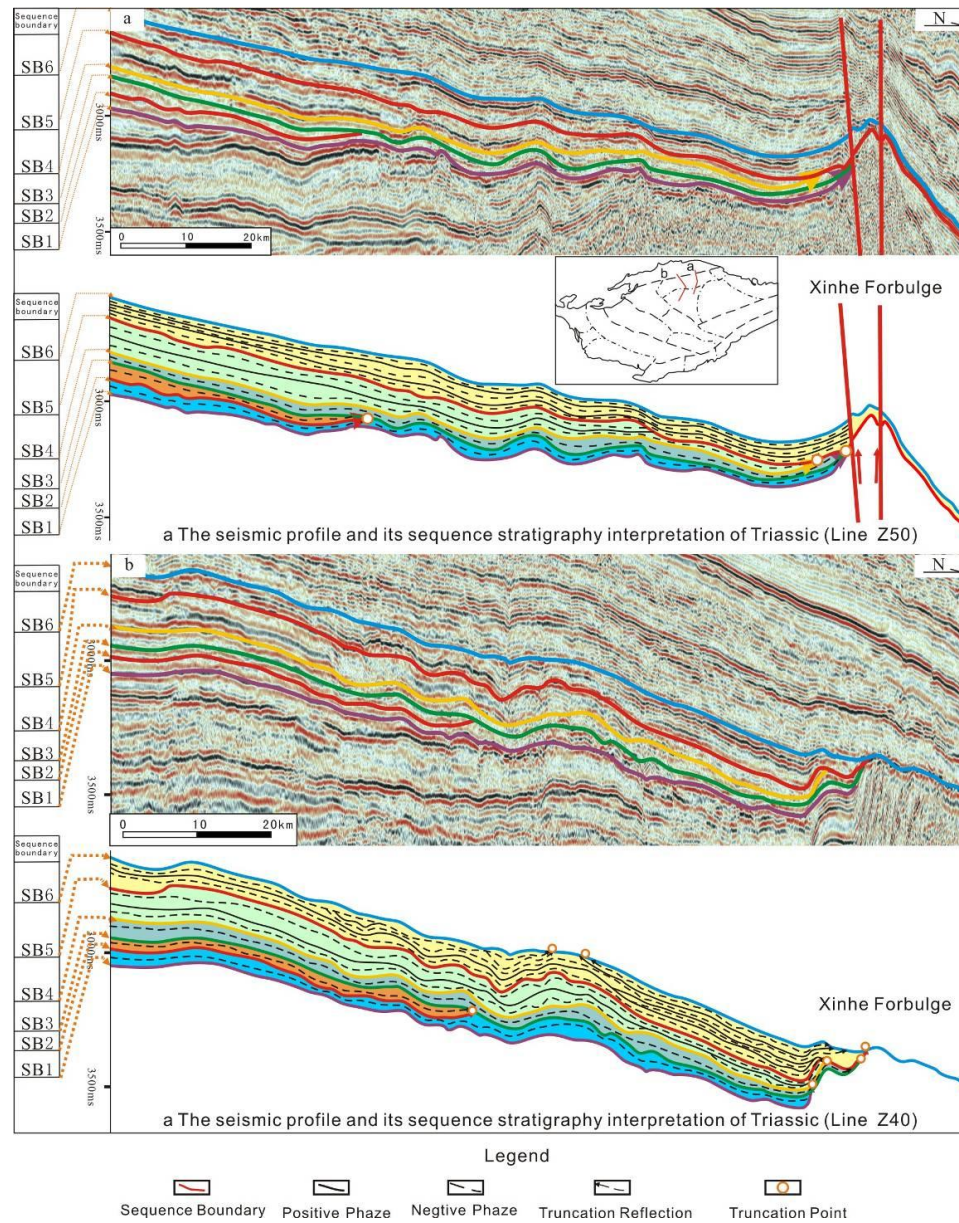 Sequence
boundary
SB6
SB5
SB4
SB3
SB2
SB1
a
N
3000ms
3500ms
0 10 20km
Sequence
boundary
SB6
SB5
SB4
SB3
SB2
SB1
b a
Xinhe Forbulge
3000ms
3500ms
a The seismic profile and its sequence stratigraphy interpretation of Triassic (Line Z50)
Sequence
boundary
SB6
SB5
SB4
SB3
SB2
SB1
b
N
3000ms
3500ms
0 10 20km
Sequence
boundary
SB6
SB5
SB4
SB3
SB2
SB1
3000ms
3500ms
Xinhe Forbulge
a The seismic profile and its sequence stratigraphy interpretation of Triassic (Line Z40)
Legend
Sequence Boundary Positive Phaze Negtive Phaze Truncation Reflection Truncation Point